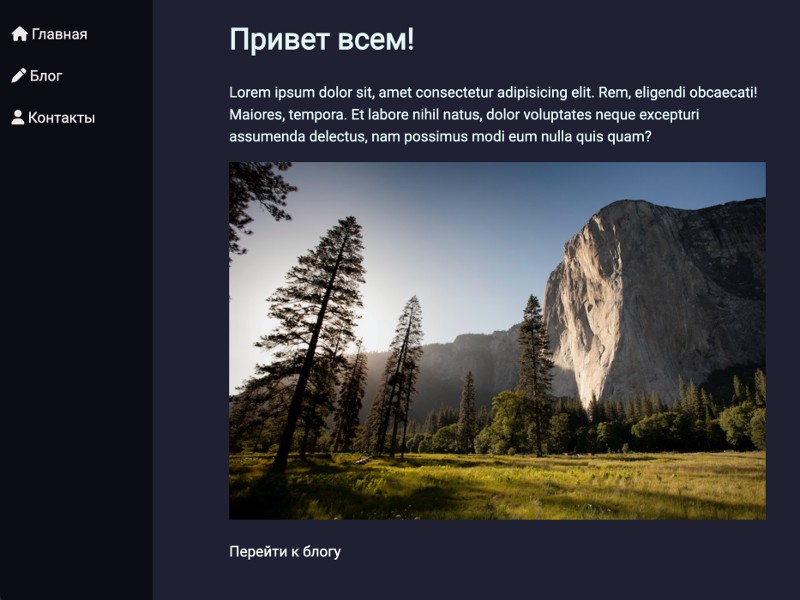 Главная
Блог
Контакты
Привет всем!
Lorem ipsum dolor sit, amet consectetur adipisicing elit. Rem, eligendi obcaecati!
Maiores, tempora. Et labore nihil natus, dolor voluptates neque excepturi
assumenda delectus, nam possimus modi eum nulla quis quam?
Перейти к блогу